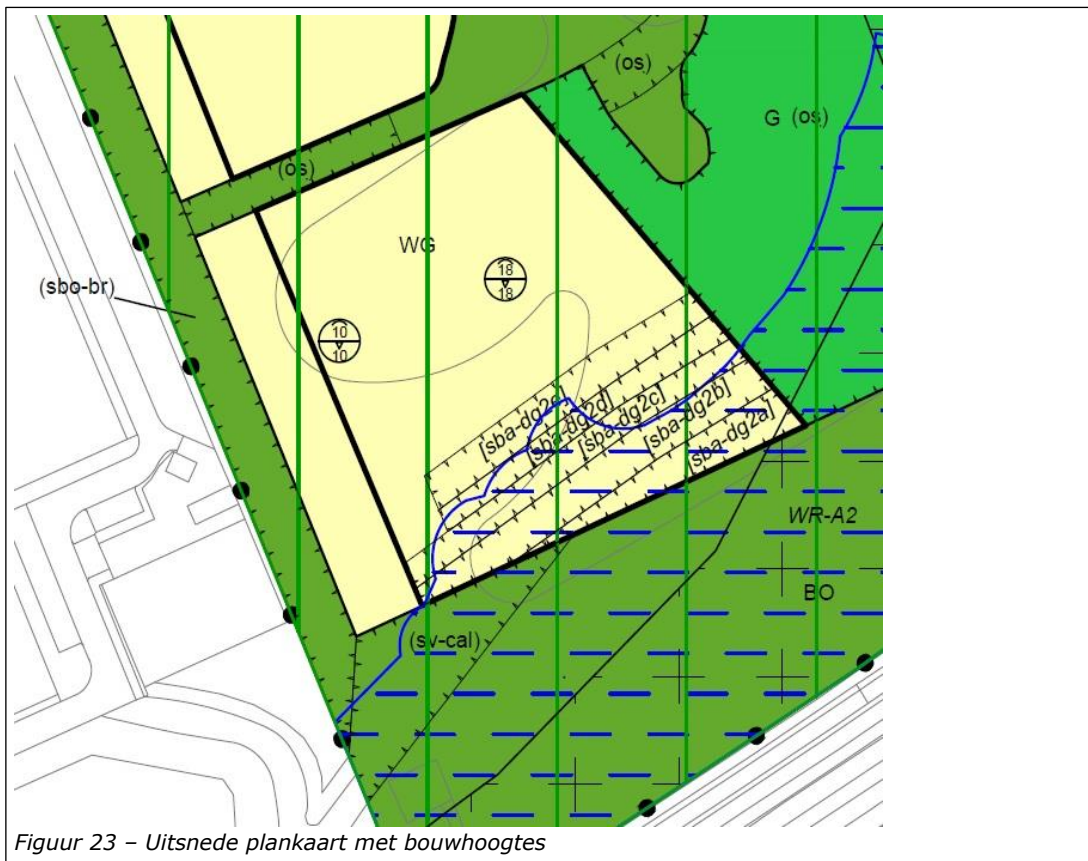 (os)
G (os)
(os)
WG
18
18
(sbo-br)
10
10
[sba-dg2e]
[sba-dg2d]
[sba-dg2c]
[sba-dg2b]
[sba-dg2a]
WR-A2
BO
(sv-cal)
Figuur 23 – Uitsnede plankaart met bouwhoogtes